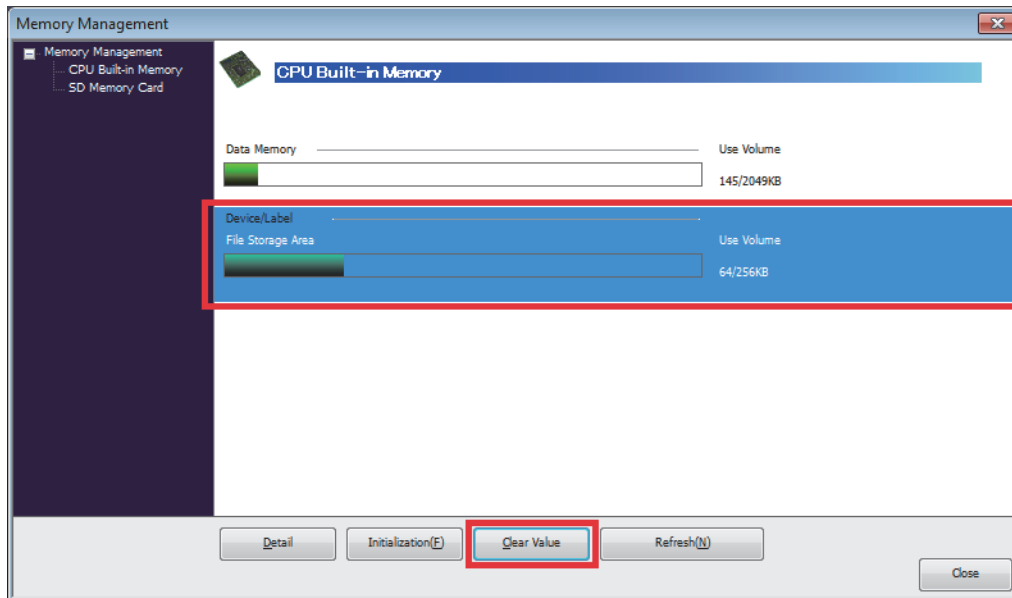 Memory Management
Memory Management
CPU Built-in Memory
SD Memory Card
CPU Built-in Memory
Data Memory
Use Volume
145/2049KB
Device/Label
File Storage Area
Use Volume
64/256KB
Detail
Initialization(F)
Clear Value
Refresh(N)
Close